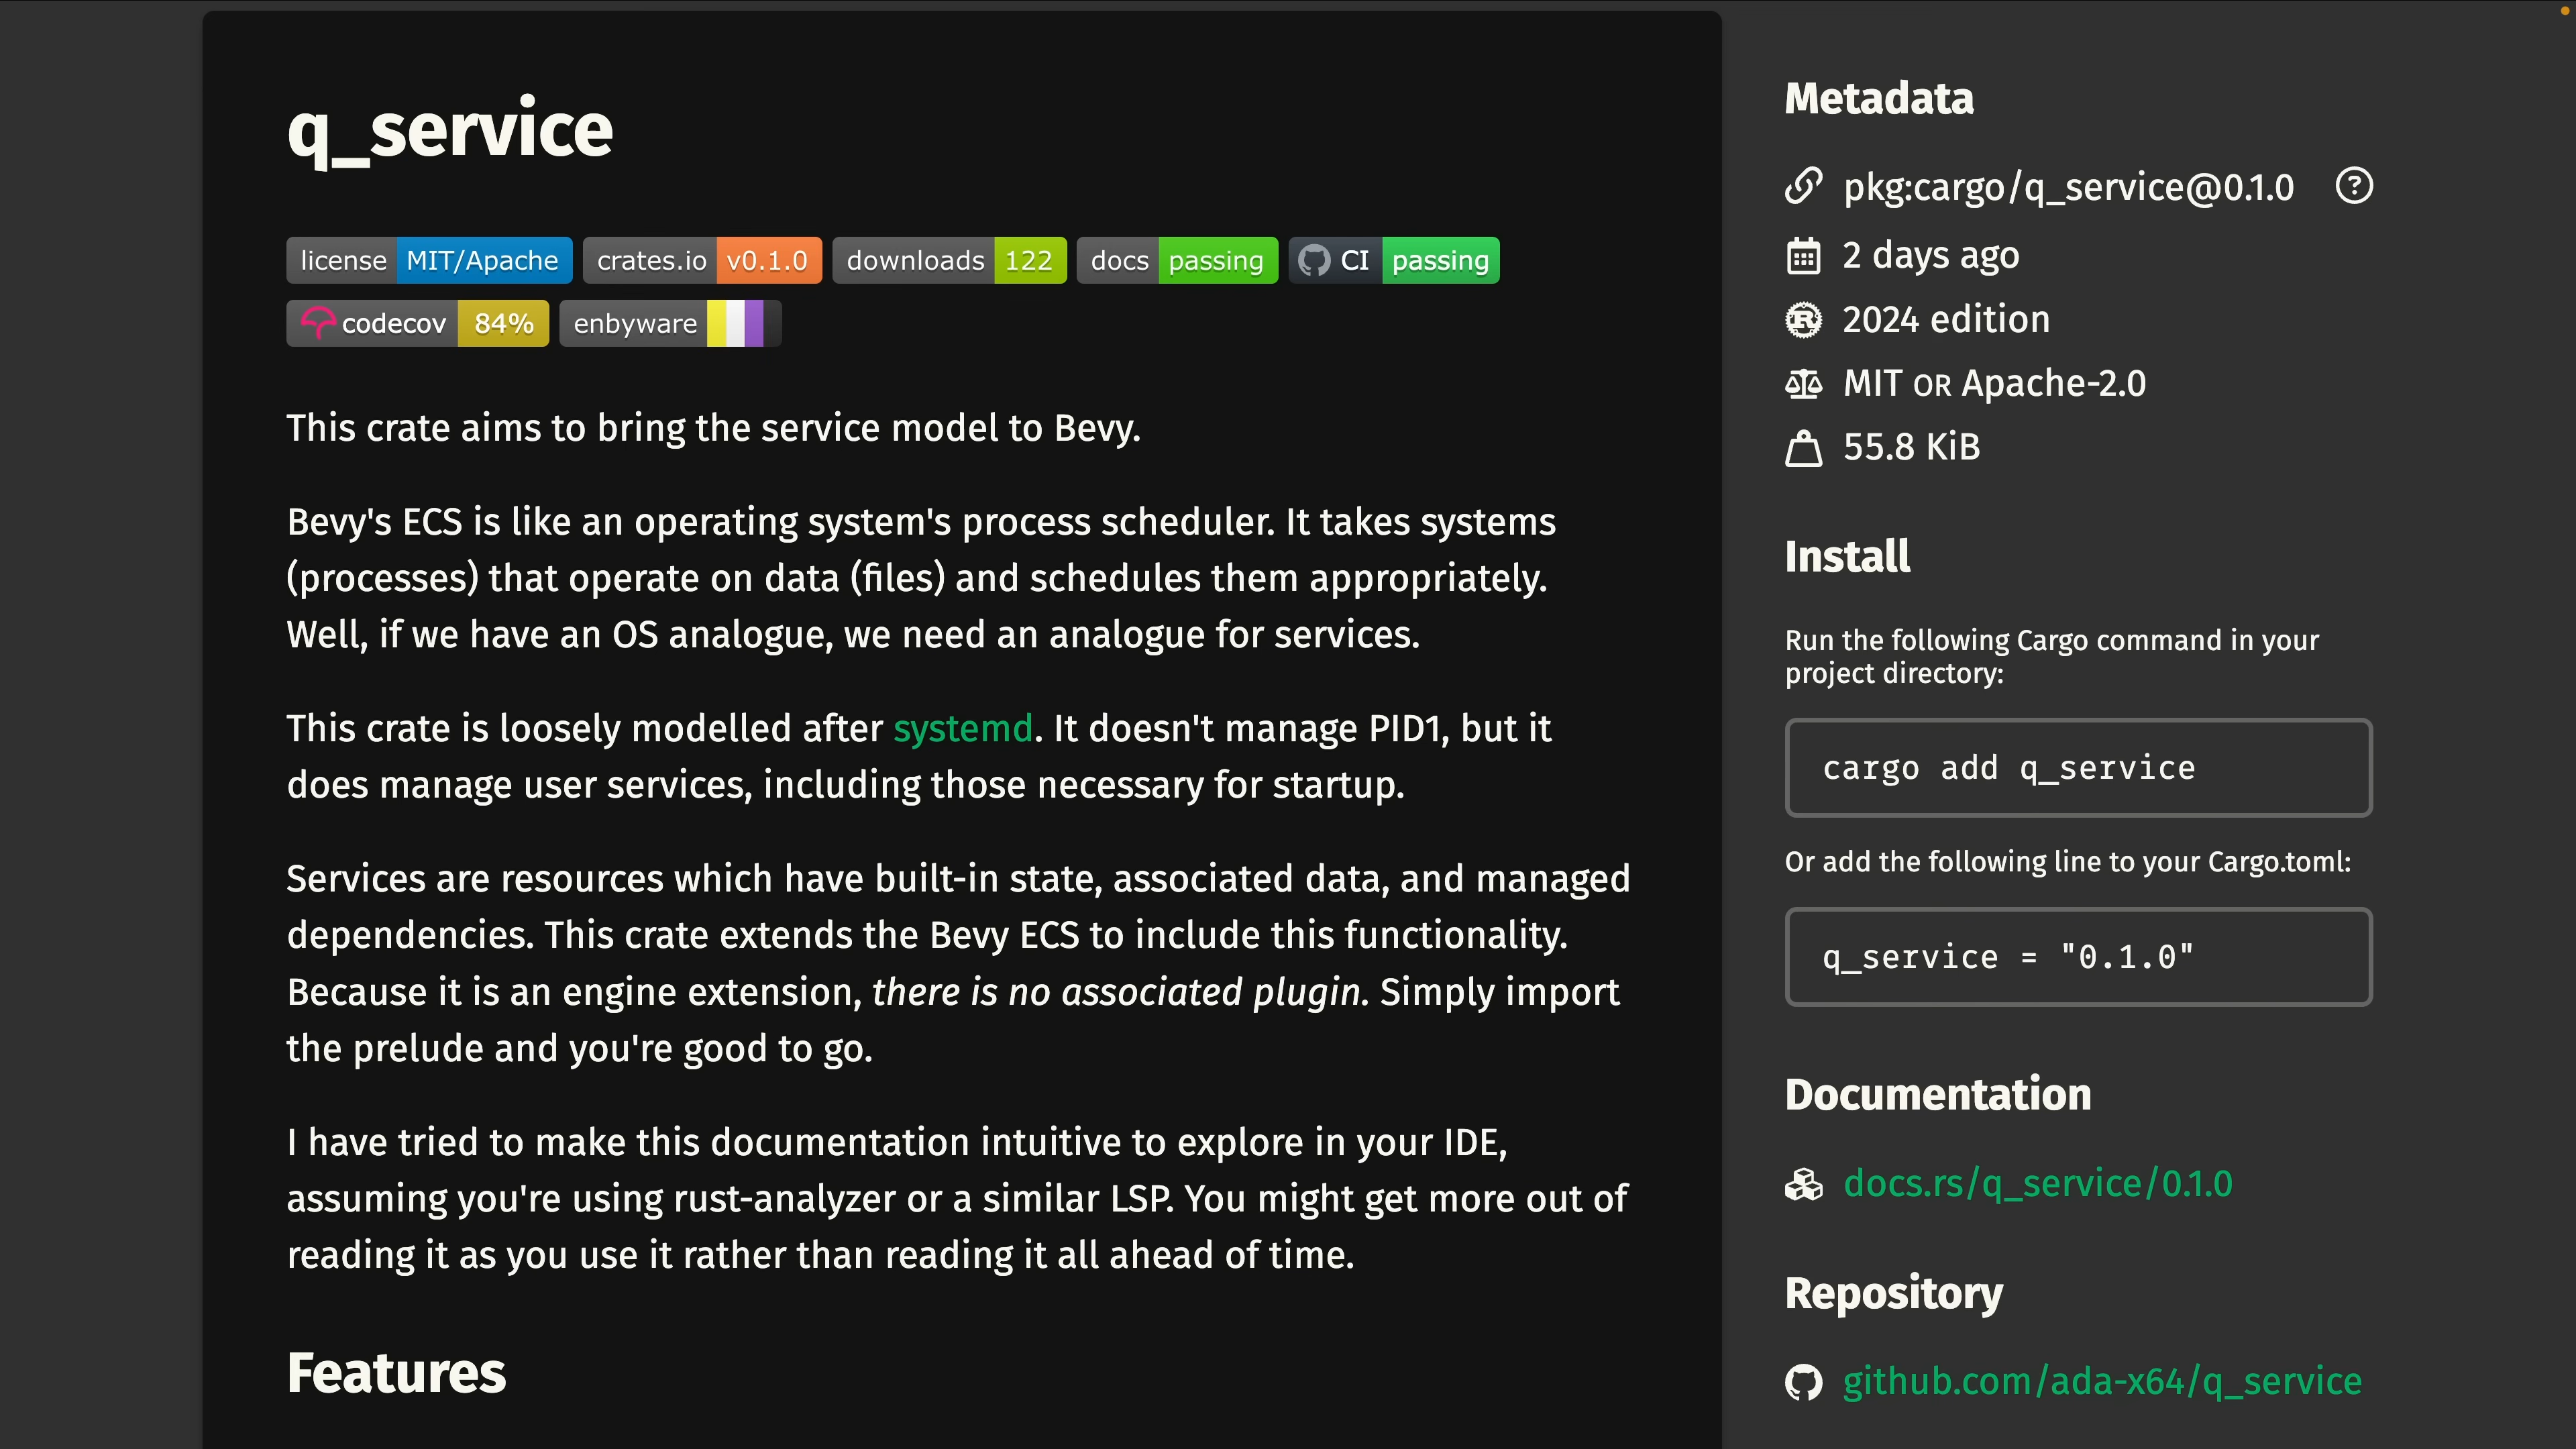 q_service
license MIT/Apache crates.io v0.1.0 downloads 122 docs passing CI passing
codecov 84% enbyware
This crate aims to bring the service model to Bevy.
Bevy's ECS is like an operating system's process scheduler. It takes systems
(processes) that operate on data (files) and schedules them appropriately.
Well, if we have an OS analogue, we need an analogue for services.
This crate is loosely modelled after systemd. It doesn't manage PID1, but it
does manage user services, including those necessary for startup.
Services are resources which have built-in state, associated data, and managed
dependencies. This crate extends the Bevy ECS to include this functionality.
Because it is an engine extension, there is no associated plugin. Simply import
the prelude and you're good to go.
I have tried to make this documentation intuitive to explore in your IDE,
assuming you're using rust-analyzer or a similar LSP. You might get more out of
reading it as you use it rather than reading it all ahead of time.
Features
Metadata
pkg:cargo/q_service@0.1.0 ?
2 days ago
2024 edition
MIT OR Apache-2.0
55.8 KiB
Install
Run the following Cargo command in your
project directory:
cargo add q_service
Or add the following line to your Cargo.toml:
q_service = "0.1.0"
Documentation
docs.rs/q_service/0.1.0
Repository
github.com/ada-x64/q_service